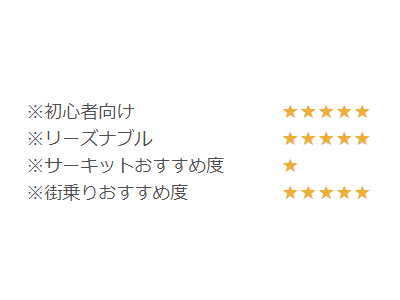 ※初心者向け ★★★★★
※リーズナブル ★★★★★
※サーキットおすすめ度 ★
※街乗りおすすめ度 ★★★★★